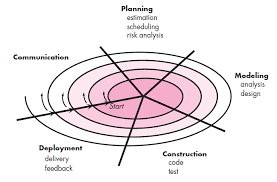 Planning
estimation
scheduling
risk analysis
Communication
Modeling
analysis
design
Start
Deployment
delivery
feedback
Construction
code
test